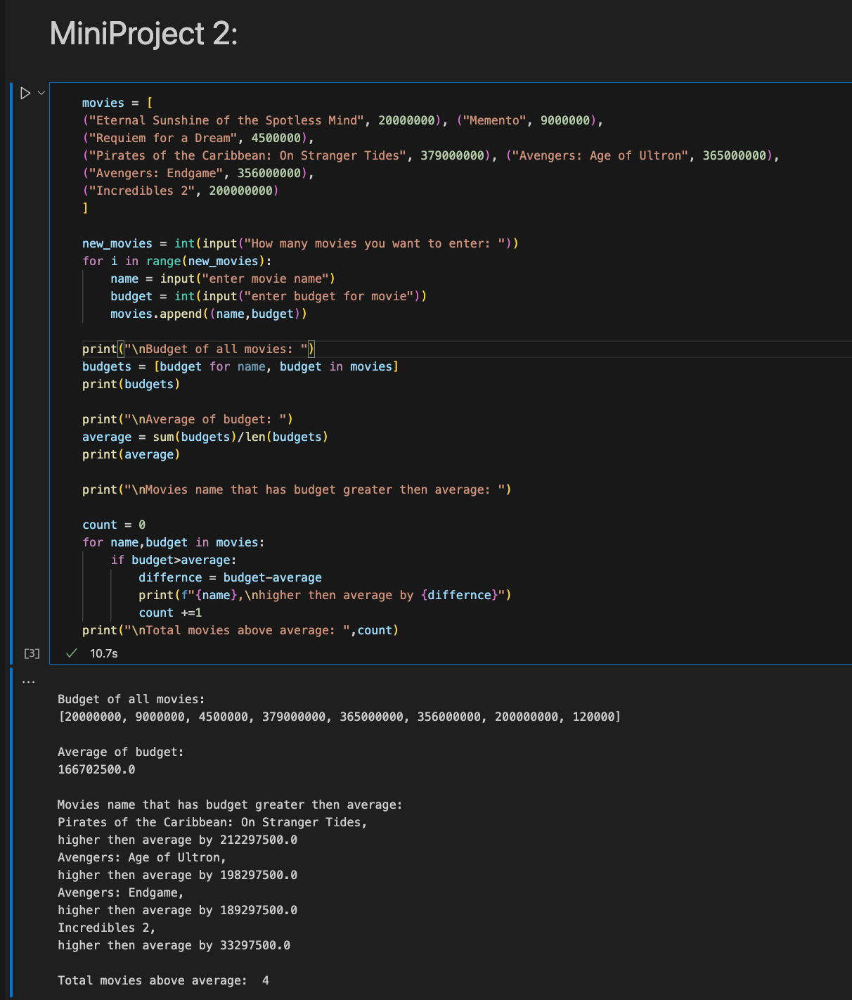 MiniProject 2:
movies = [
("Eternal Sunshine of the Spotless Mind", 20000000), ("Memento", 9000000),
("Requiem for a Dream", 4500000),
("Pirates of the Caribbean: On Stranger Tides", 379000000), ("Avengers: Age of Ultron", 365000000),
("Avengers: Endgame", 356000000),
("Incredibles 2", 200000000)
]
new_movies = int(input("How many movies you want to enter: "))
for i in range(new_movies):
    name = input("enter movie name")
    budget = int(input("enter budget for movie"))
    movies.append((name,budget))
print("\nBudget of all movies: ")
budgets = [budget for name, budget in movies]
print(budgets)
print("\nAverage of budget: ")
average = sum(budgets)/len(budgets)
print(average)
print("\nMovies name that has budget greater then average: ")
count = 0
for name,budget in movies:
    if budget>average:
        differnce = budget-average
        print(f"{name},\nhigher then average by {differnce}")
        count +=1
print("\nTotal movies above average: ",count)
[3] 10.7s
...
Budget of all movies:
[20000000, 9000000, 4500000, 379000000, 365000000, 356000000, 200000000, 120000]
Average of budget:
166702500.0
Movies name that has budget greater then average:
Pirates of the Caribbean: On Stranger Tides,
higher then average by 212297500.0
Avengers: Age of Ultron,
higher then average by 198297500.0
Avengers: Endgame,
higher then average by 189297500.0
Incredibles 2,
higher then average by 33297500.0
Total movies above average:  4